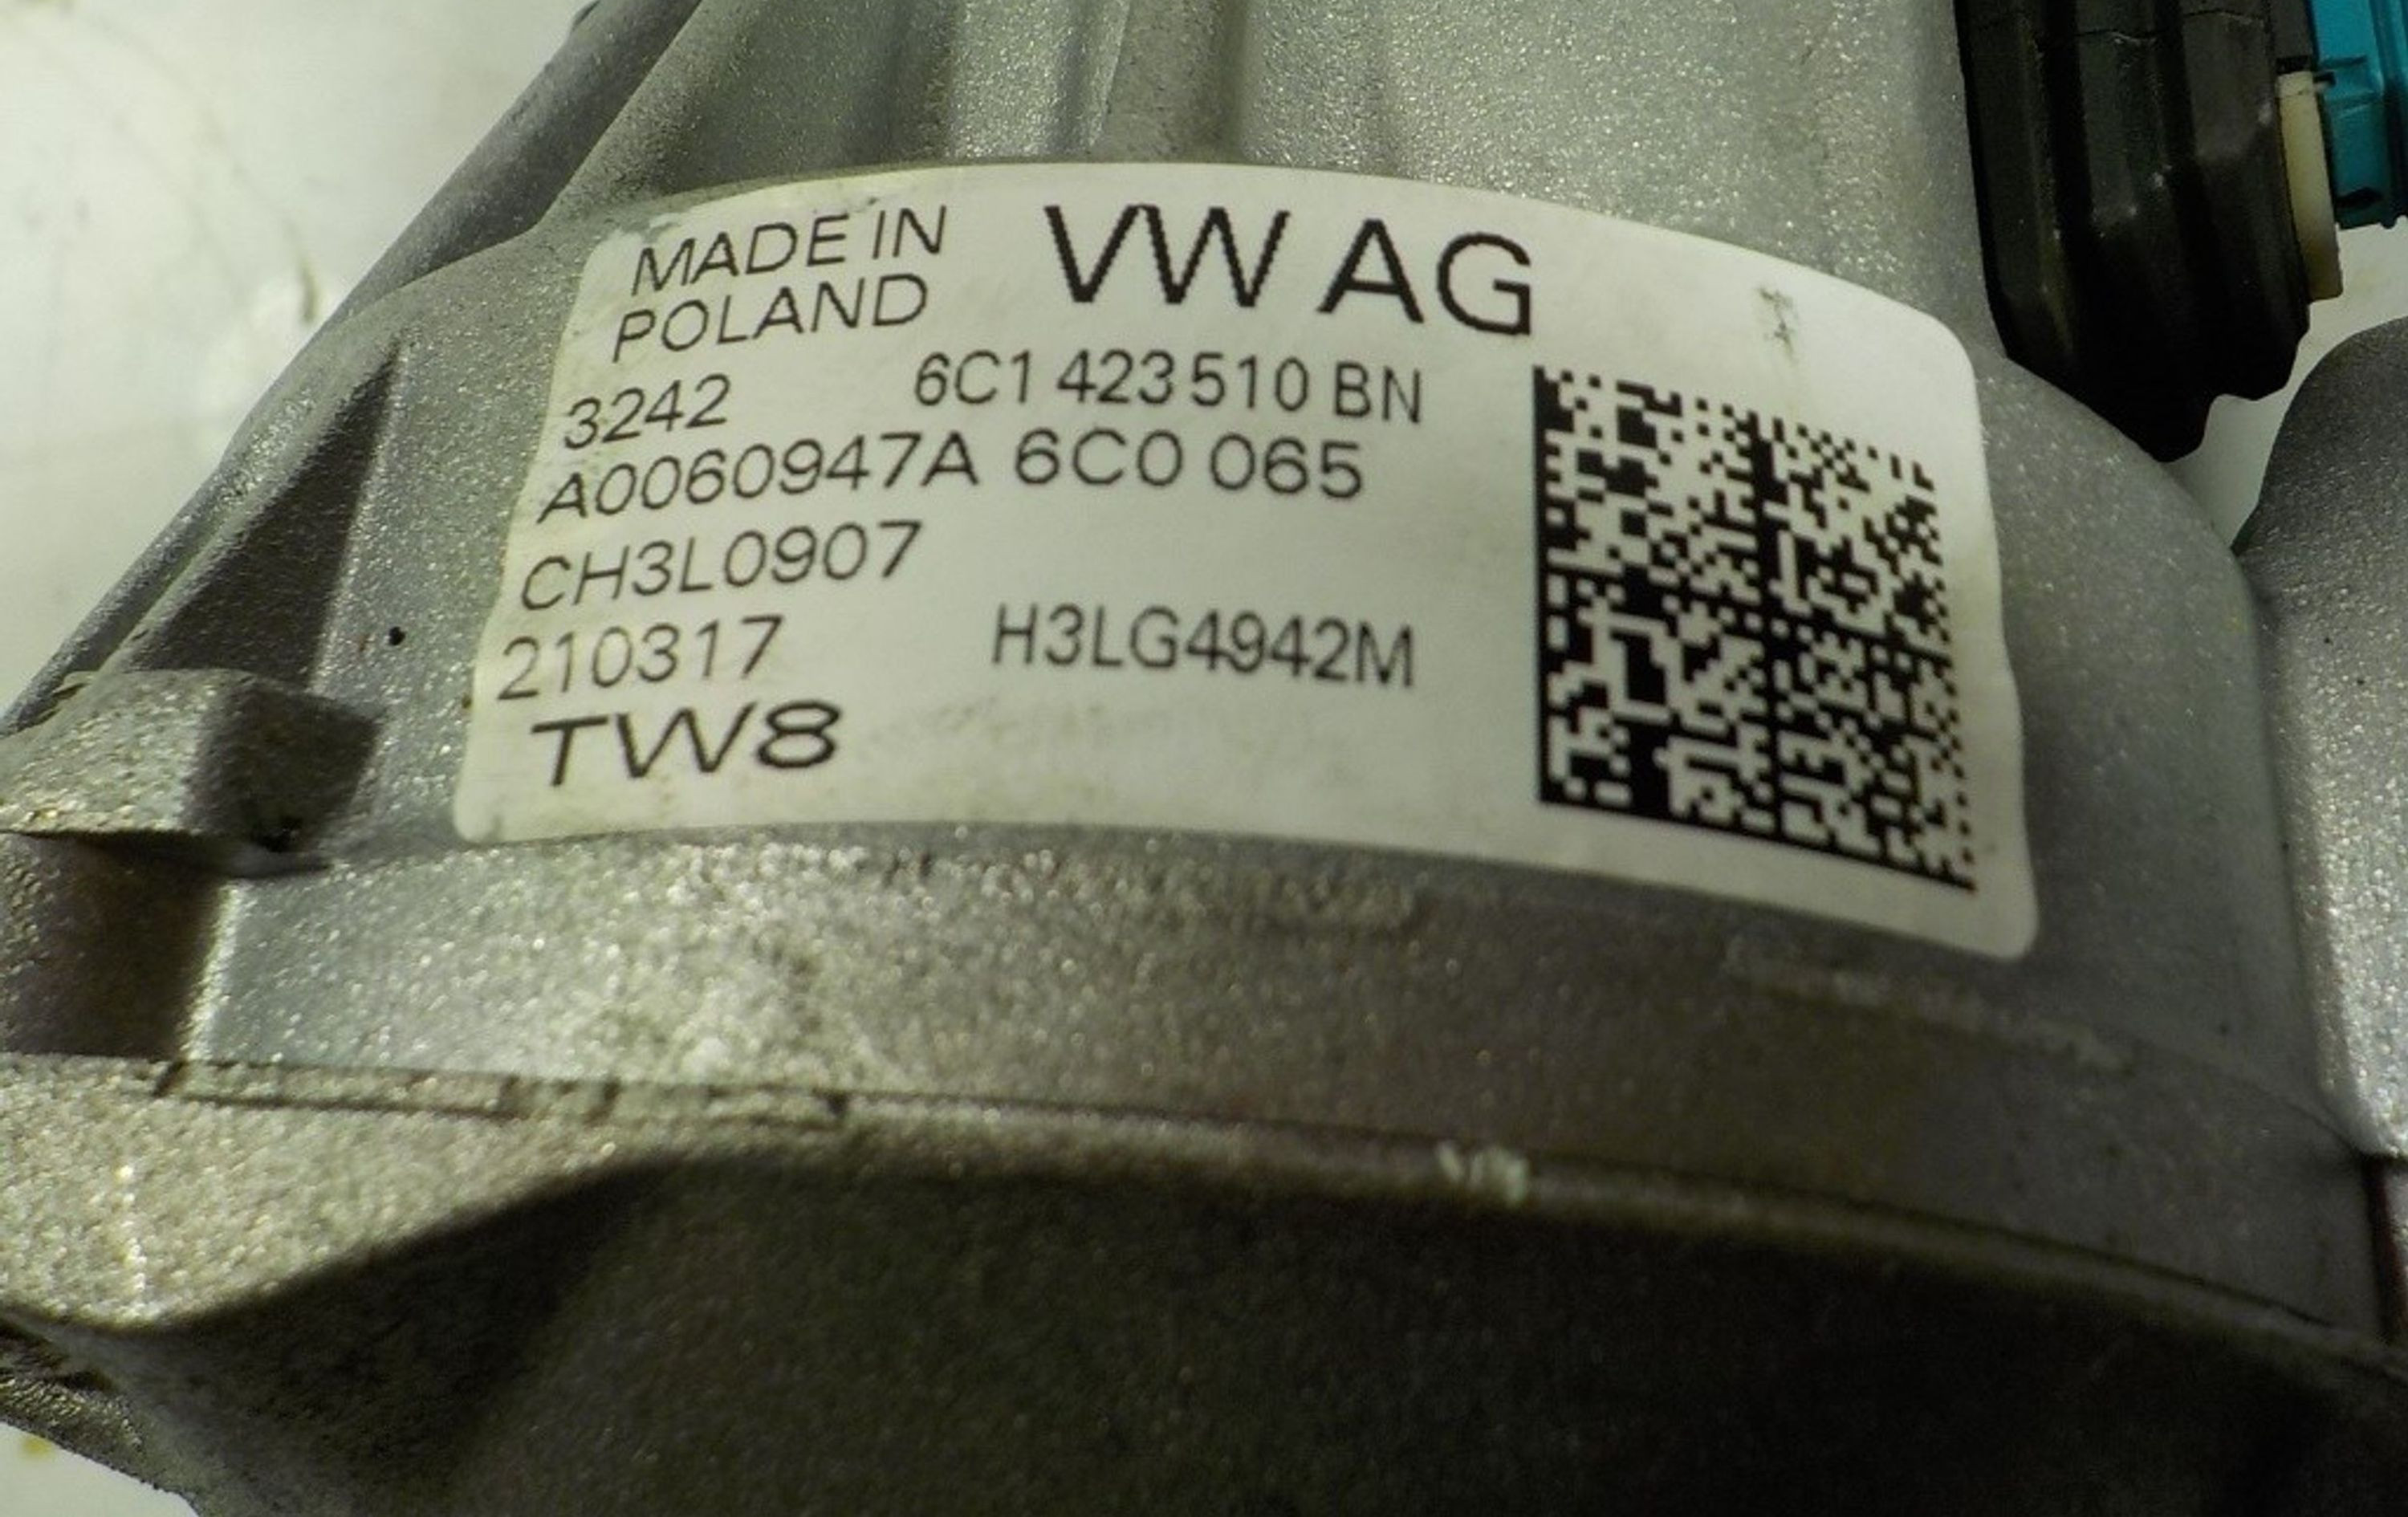 MADE IN
POLAND
VW AG
3242 6C1 423 510 BN
A0060947A 6C0 065
CH3L0907
210317 H3LG4942M
TW8